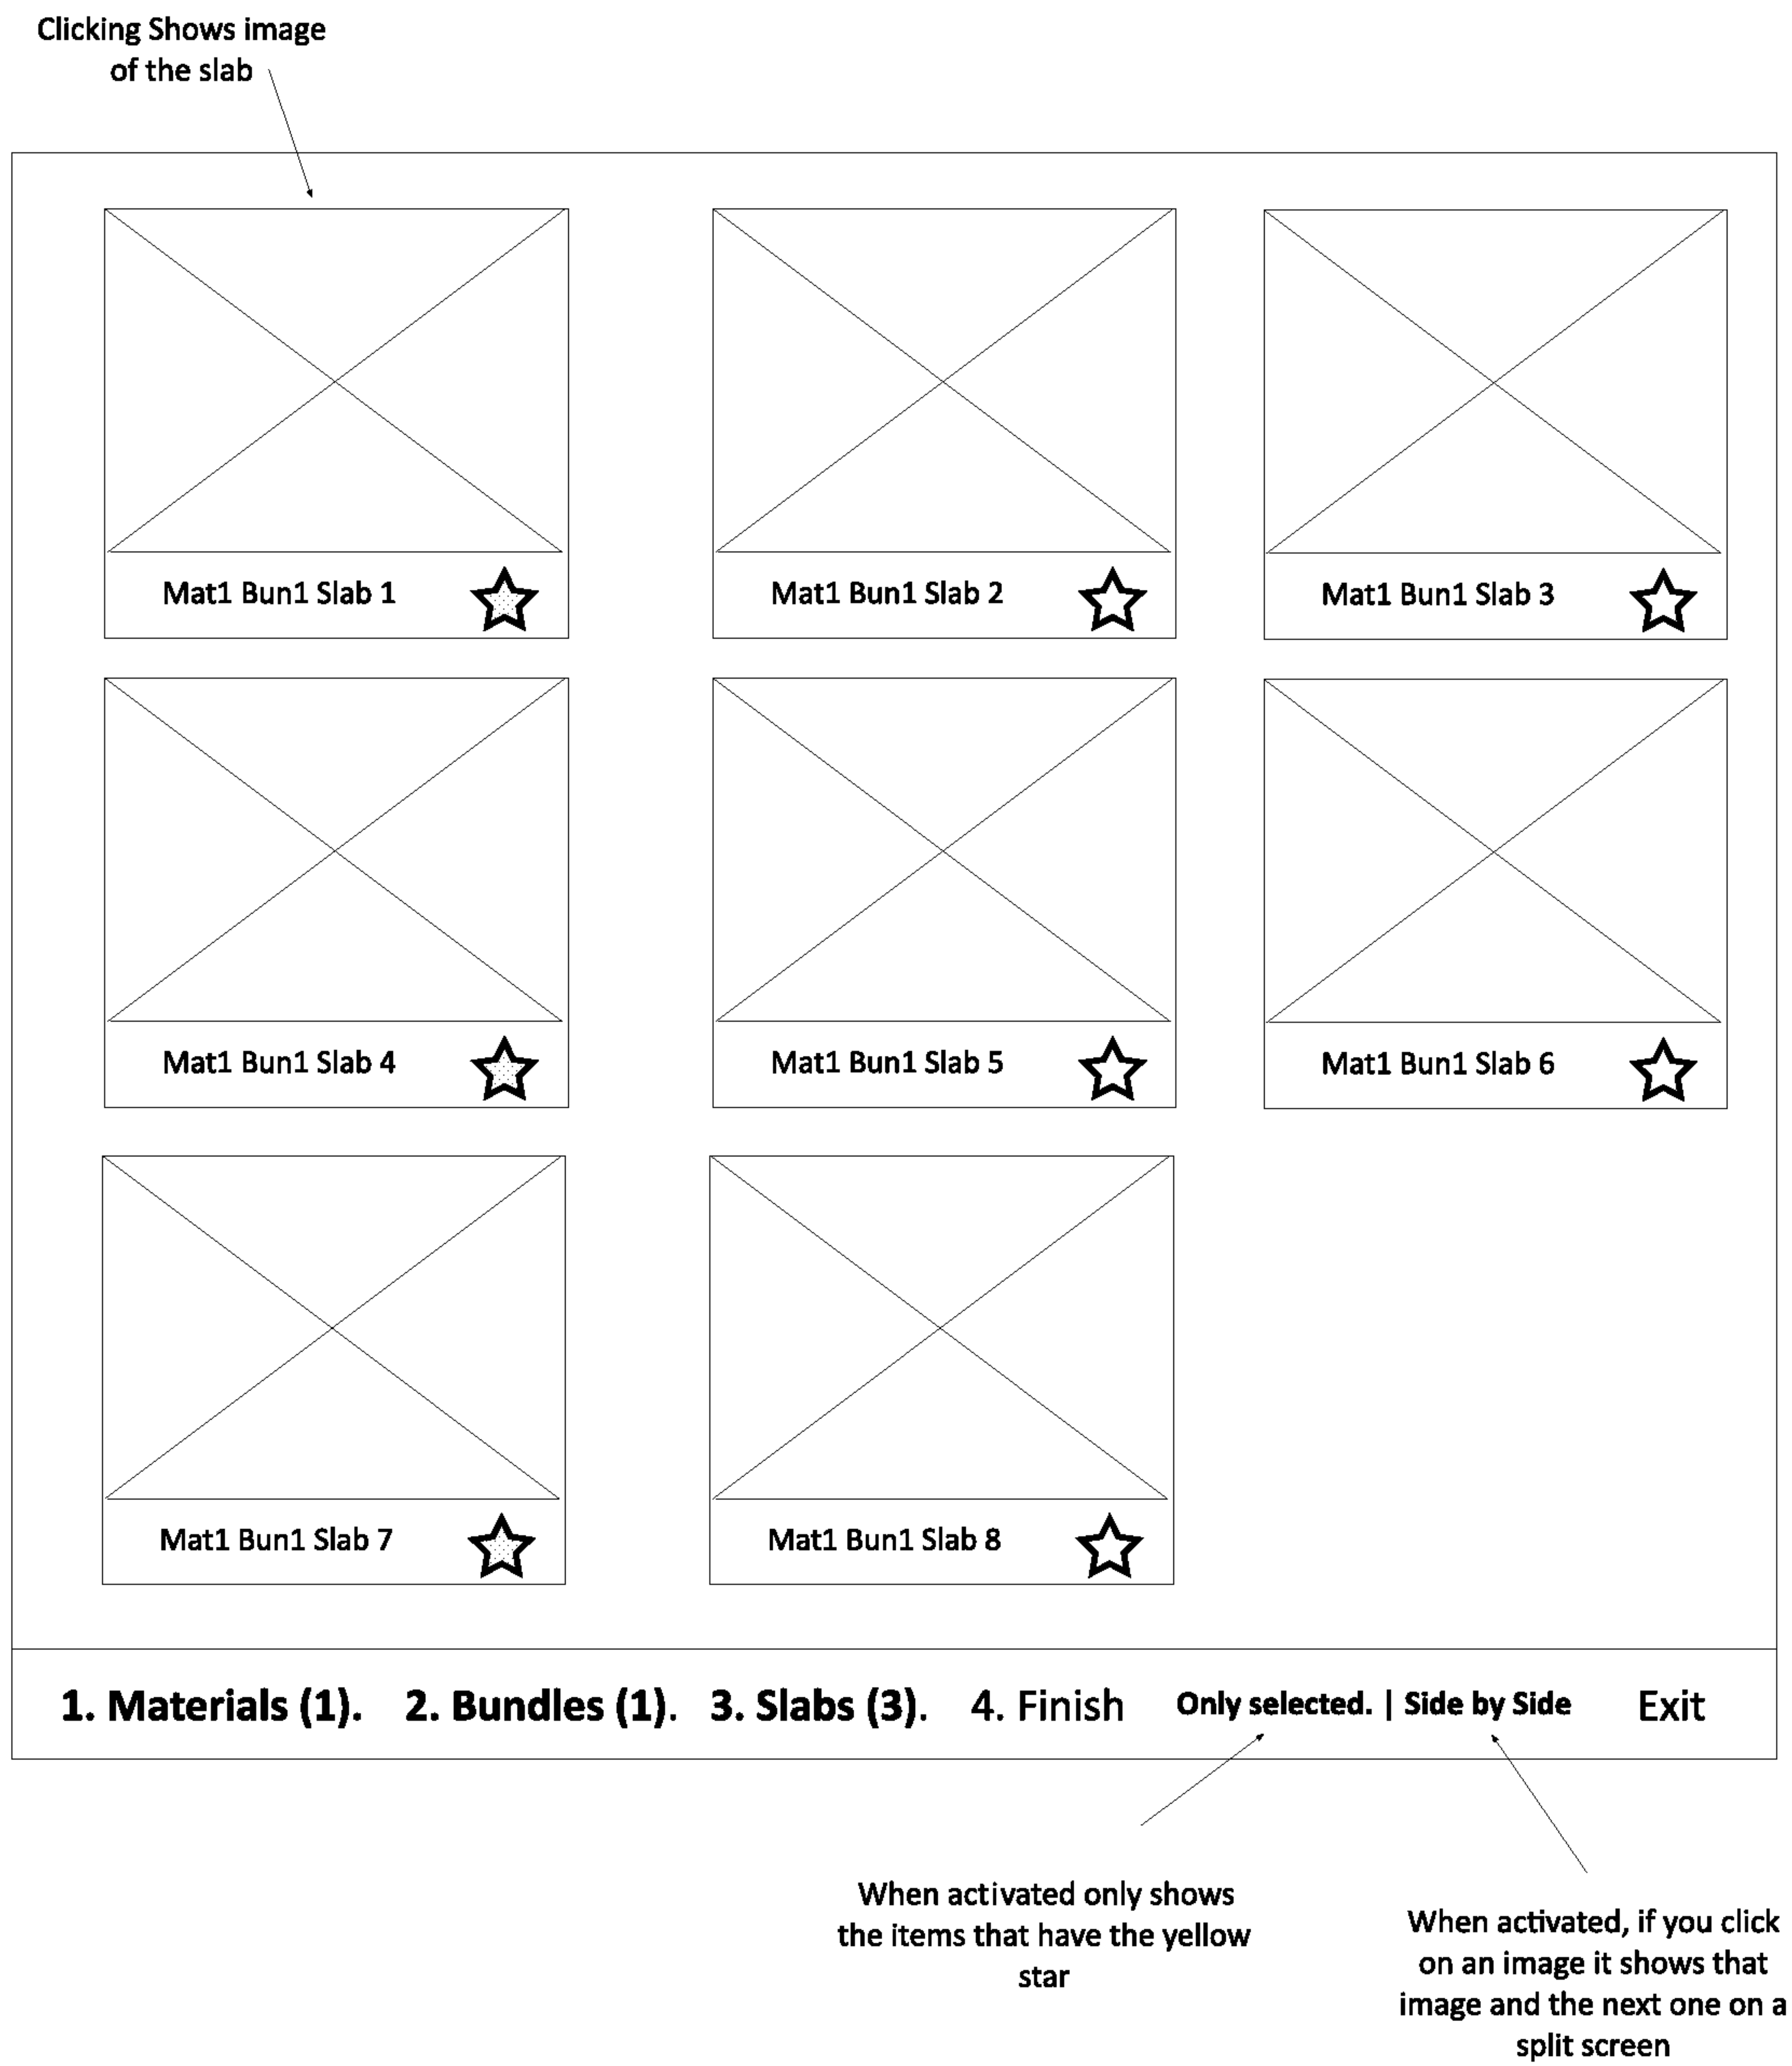 Clicking Shows image
of the slab
Mat1 Bun1 Slab 1
Mat1 Bun1 Slab 2
Mat1 Bun1 Slab 3
Mat1 Bun1 Slab 4
Mat1 Bun1 Slab 5
Mat1 Bun1 Slab 6
Mat1 Bun1 Slab 7
Mat1 Bun1 Slab 8
1. Materials (1). 2. Bundles (1). 3. Slabs (3). 4. Finish Only selected. | Side by Side Exit
When activated only shows
the items that have the yellow
star
When activated, if you click
on an image it shows that
image and the next one on a
split screen